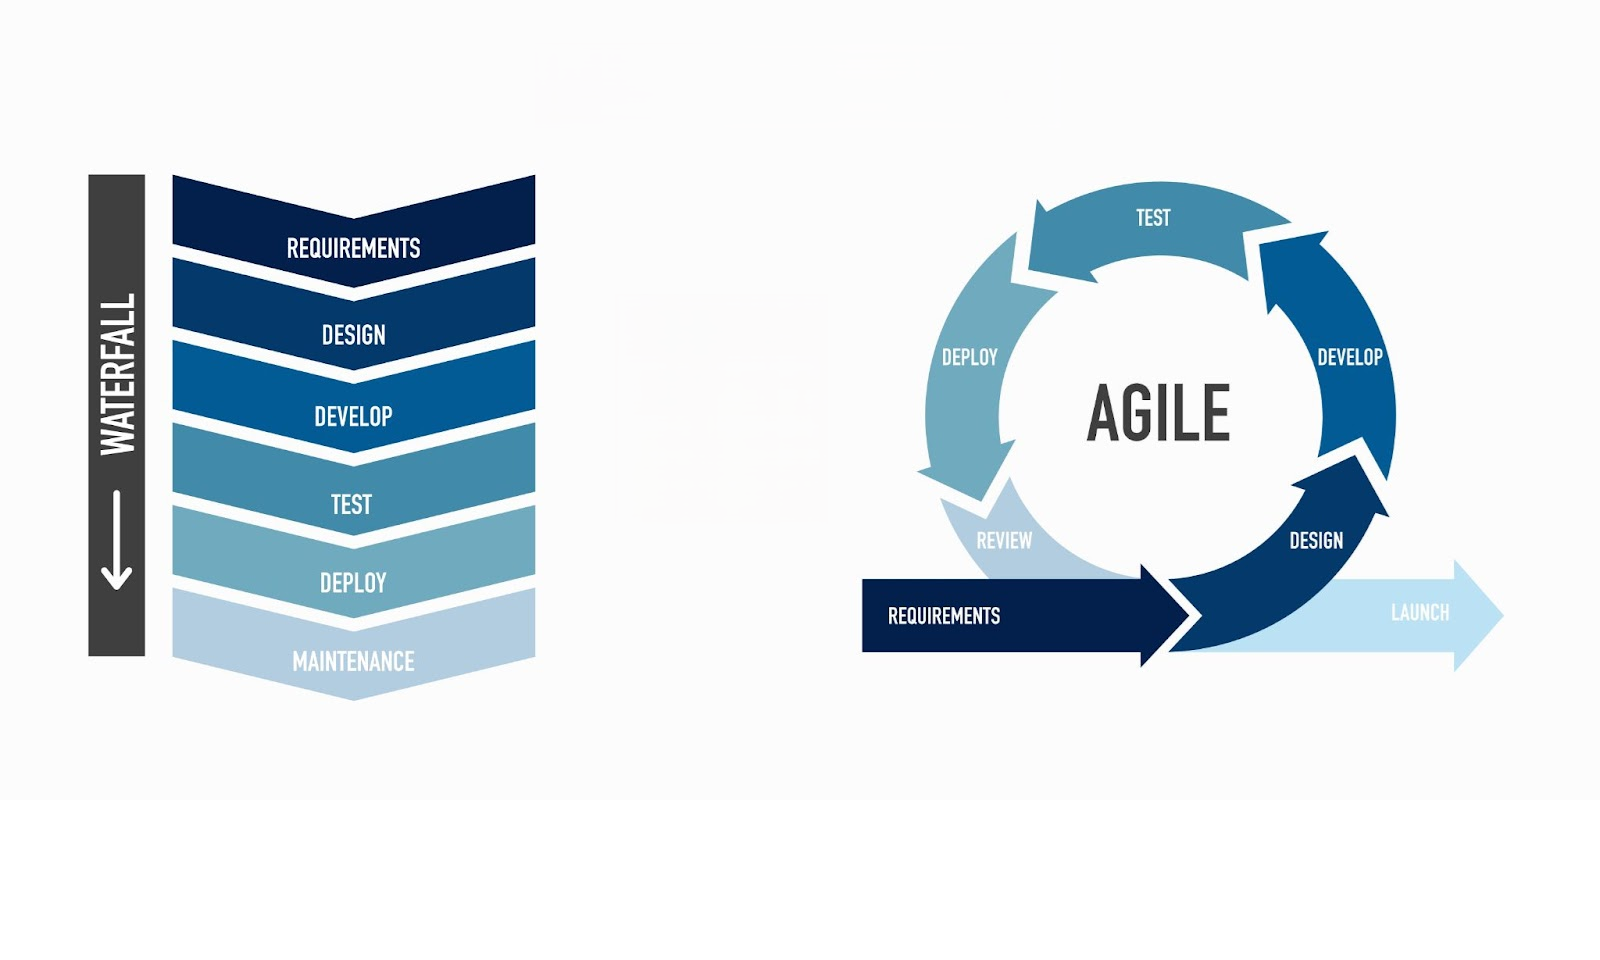 WATERFALL
REQUIREMENTS
DESIGN
DEVELOP
TEST
DEPLOY
MAINTENANCE
AGILE
REQUIREMENTS
DESIGN
DEVELOP
TEST
DEPLOY
REVIEW
LAUNCH